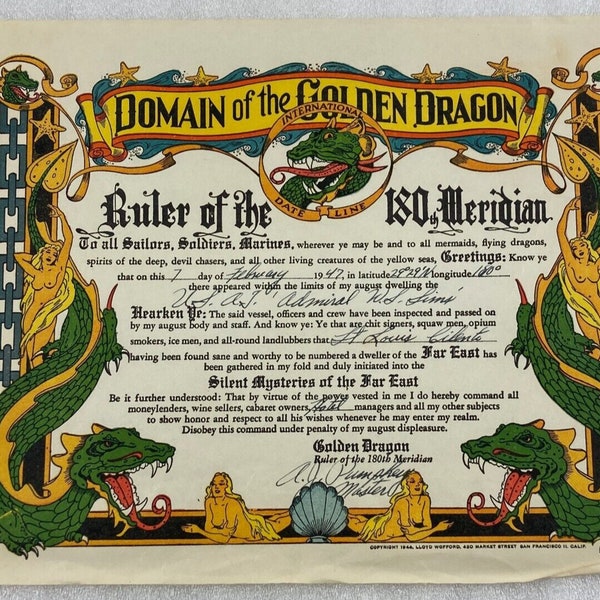 DOMAIN of the GOLDEN DRAGON
INTERNATIONAL
DATE LINE
Ruler of the 180th Meridian
To all Sailors, Soldiers, Marines, wherever ye may be and to all mermaids, flying dragons,
spirits of the deep, devil chasers, and all other living creatures of the yellow seas, Greetings: Know ye
that on this 7 day of February 1947, in latitude 29°29'N longitude 180°
there appeared within the limits of my august dwelling the
U.S.A.T. "Admiral W.S. Sims"
Hearken Ye: The said vessel, officers and crew have been inspected and passed on
by my august body and staff. And know ye: Ye that are chit signers, squaw men, opium
smokers, ice men, and all-round landlubbers that Lt Louis
having been found sane and worthy to be numbered a dweller of the Far East has
been gathered in my fold and duly initiated into the
Silent Mysteries of the Far East
Be it further understood: That by virtue of the power vested in me I do hereby command all
moneylenders, wine sellers, cabaret owners, Hotel managers and all my other subjects
to show honor and respect to all his wishes whenever he may enter my realm.
Disobey this command under penalty of my august displeasure.
Golden Dragon
Ruler of the 180th Meridian
Master
COPYRIGHT 1944, LLOYD WOFFORD, 490 MARKET STREET SAN FRANCISCO 11, CALIF.